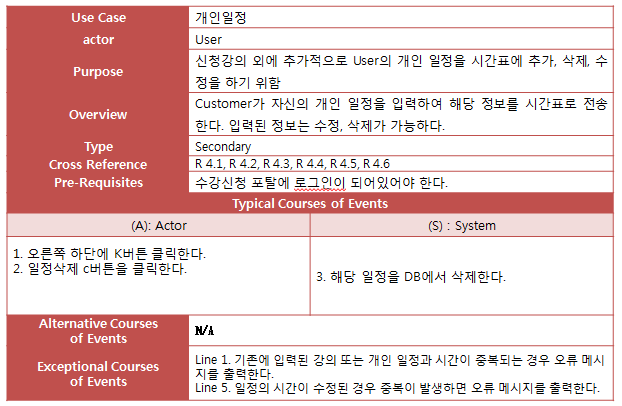 Use Case
개인일정
actor
User
Purpose
신청강의 외에 추가적으로 User의 개인 일정을 시간표에 추가, 삭제, 수
정을 하기 위함
Overview
Customer가 자신의 개인 일정을 입력하여 해당 정보를 시간표로 전송
한다. 입력된 정보는 수정, 삭제가 가능하다.
Type
Secondary
Cross Reference
R 4.1, R 4.2, R 4.3, R 4.4, R 4.5, R 4.6
Pre-Requisites
수강신청 포탈에 로그인이 되어있어야 한다.
Typical Courses of Events
(A): Actor
(S) : System
1. 오른쪽 하단에 K버튼 클릭한다.
2. 일정삭제 c버튼을 클릭한다.
3. 해당 일정을 DB에서 삭제한다.
Alternative Courses
of Events
N/A
Exceptional Courses
of Events
Line 1. 기존에 입력된 강의 또는 개인 일정과 시간이 중복되는 경우 오류 메시
지를 출력한다.
Line 5. 일정의 시간이 수정된 경우 중복이 발생하면 오류 메시지를 출력한다.